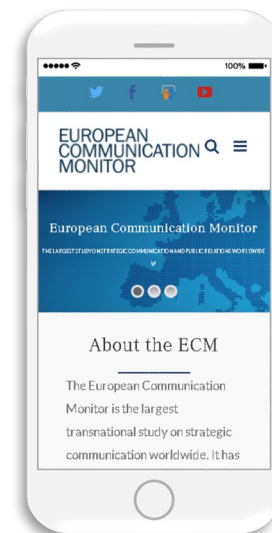 100%
EUROPEAN
COMMUNICATION
MONITOR
European Communication Monitor
THE LARGEST STUDY ON STRATEGIC COMMUNICATION AND PUBLIC RELATIONS WORLDWIDE
About the ECM
The European Communication
Monitor is the largest
transnational study on strategic
communication worldwide. It has